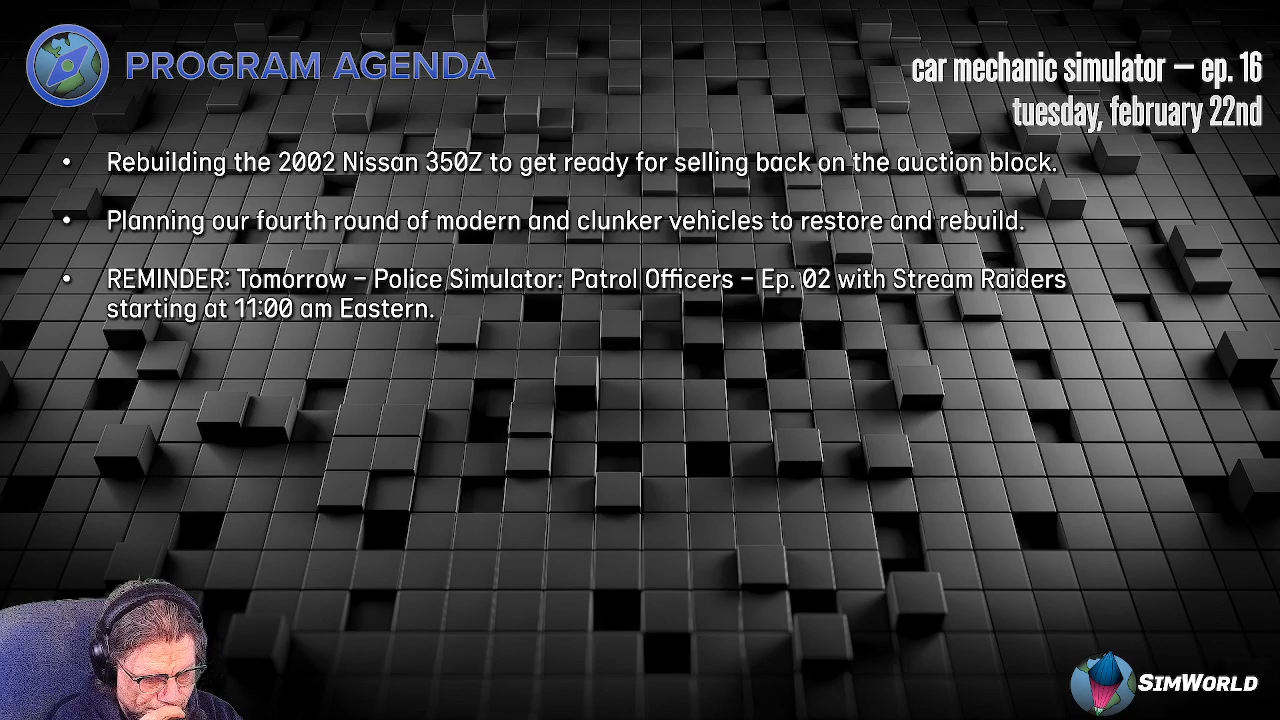 PROGRAM AGENDA
car mechanic simulator – ep. 16
tuesday, february 22nd
• Rebuilding the 2002 Nissan 350Z to get ready for selling back on the auction block.
• Planning our fourth round of modern and clunker vehicles to restore and rebuild.
• REMINDER: Tomorrow – Police Simulator: Patrol Officers – Ep. 02 with Stream Raiders
starting at 11:00 am Eastern.
SIMWORLD